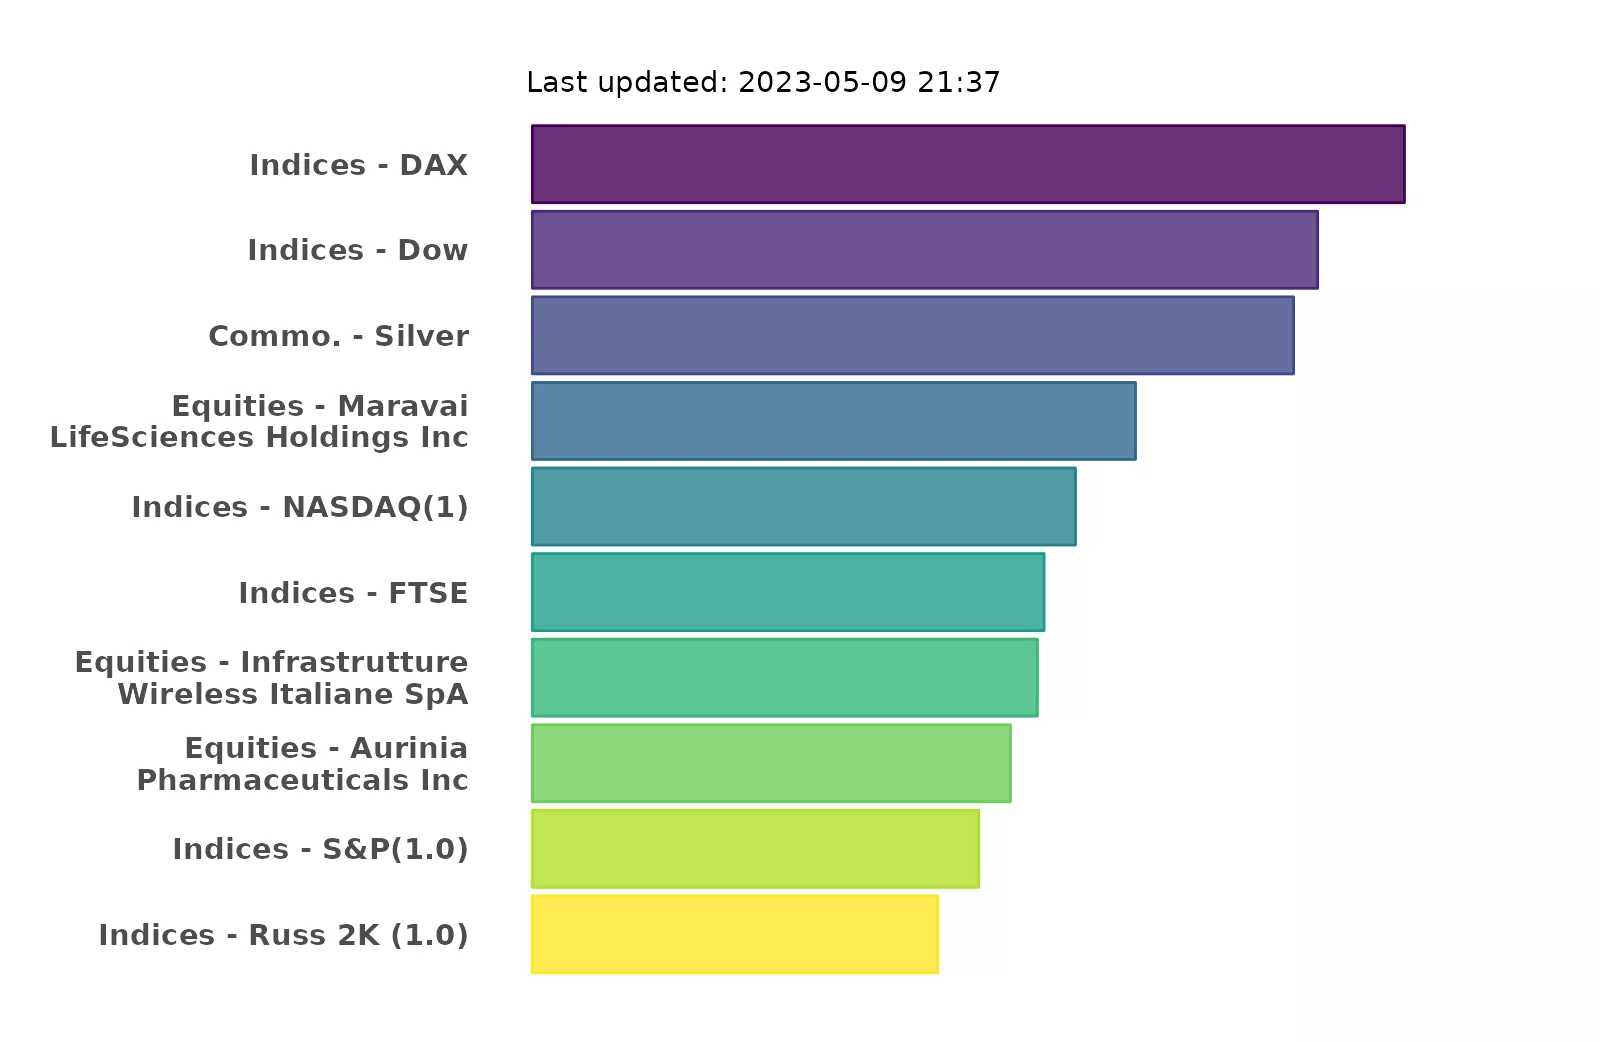 Last updated: 2023-05-09 21:37
Indices - DAX
Indices - Dow
Commo. - Silver
Equities - Maravai
LifeSciences Holdings Inc
Indices - NASDAQ(1)
Indices - FTSE
Equities - Infrastrutture
Wireless Italiane SpA
Equities - Aurinia
Pharmaceuticals Inc
Indices - S&P(1.0)
Indices - Russ 2K (1.0)